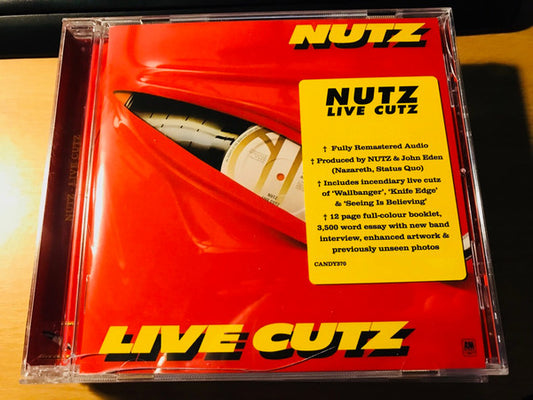 NUTZ
NUTZ
LIVE CUTZ
† Fully Remastered Audio
† Produced by NUTZ & John Eden
(Nazareth, Status Quo)
† Includes incendiary live cutz
of ‘Wallbanger’, ‘Knife Edge’
& ‘Seeing Is Believing’
† 12 page full-colour booklet,
3,500 word essay with new band
interview, enhanced artwork &
previously unseen photos
CANDY370
LIVE CUTZ
A&M
NUTZ LIVE CUTZ
NUTZ